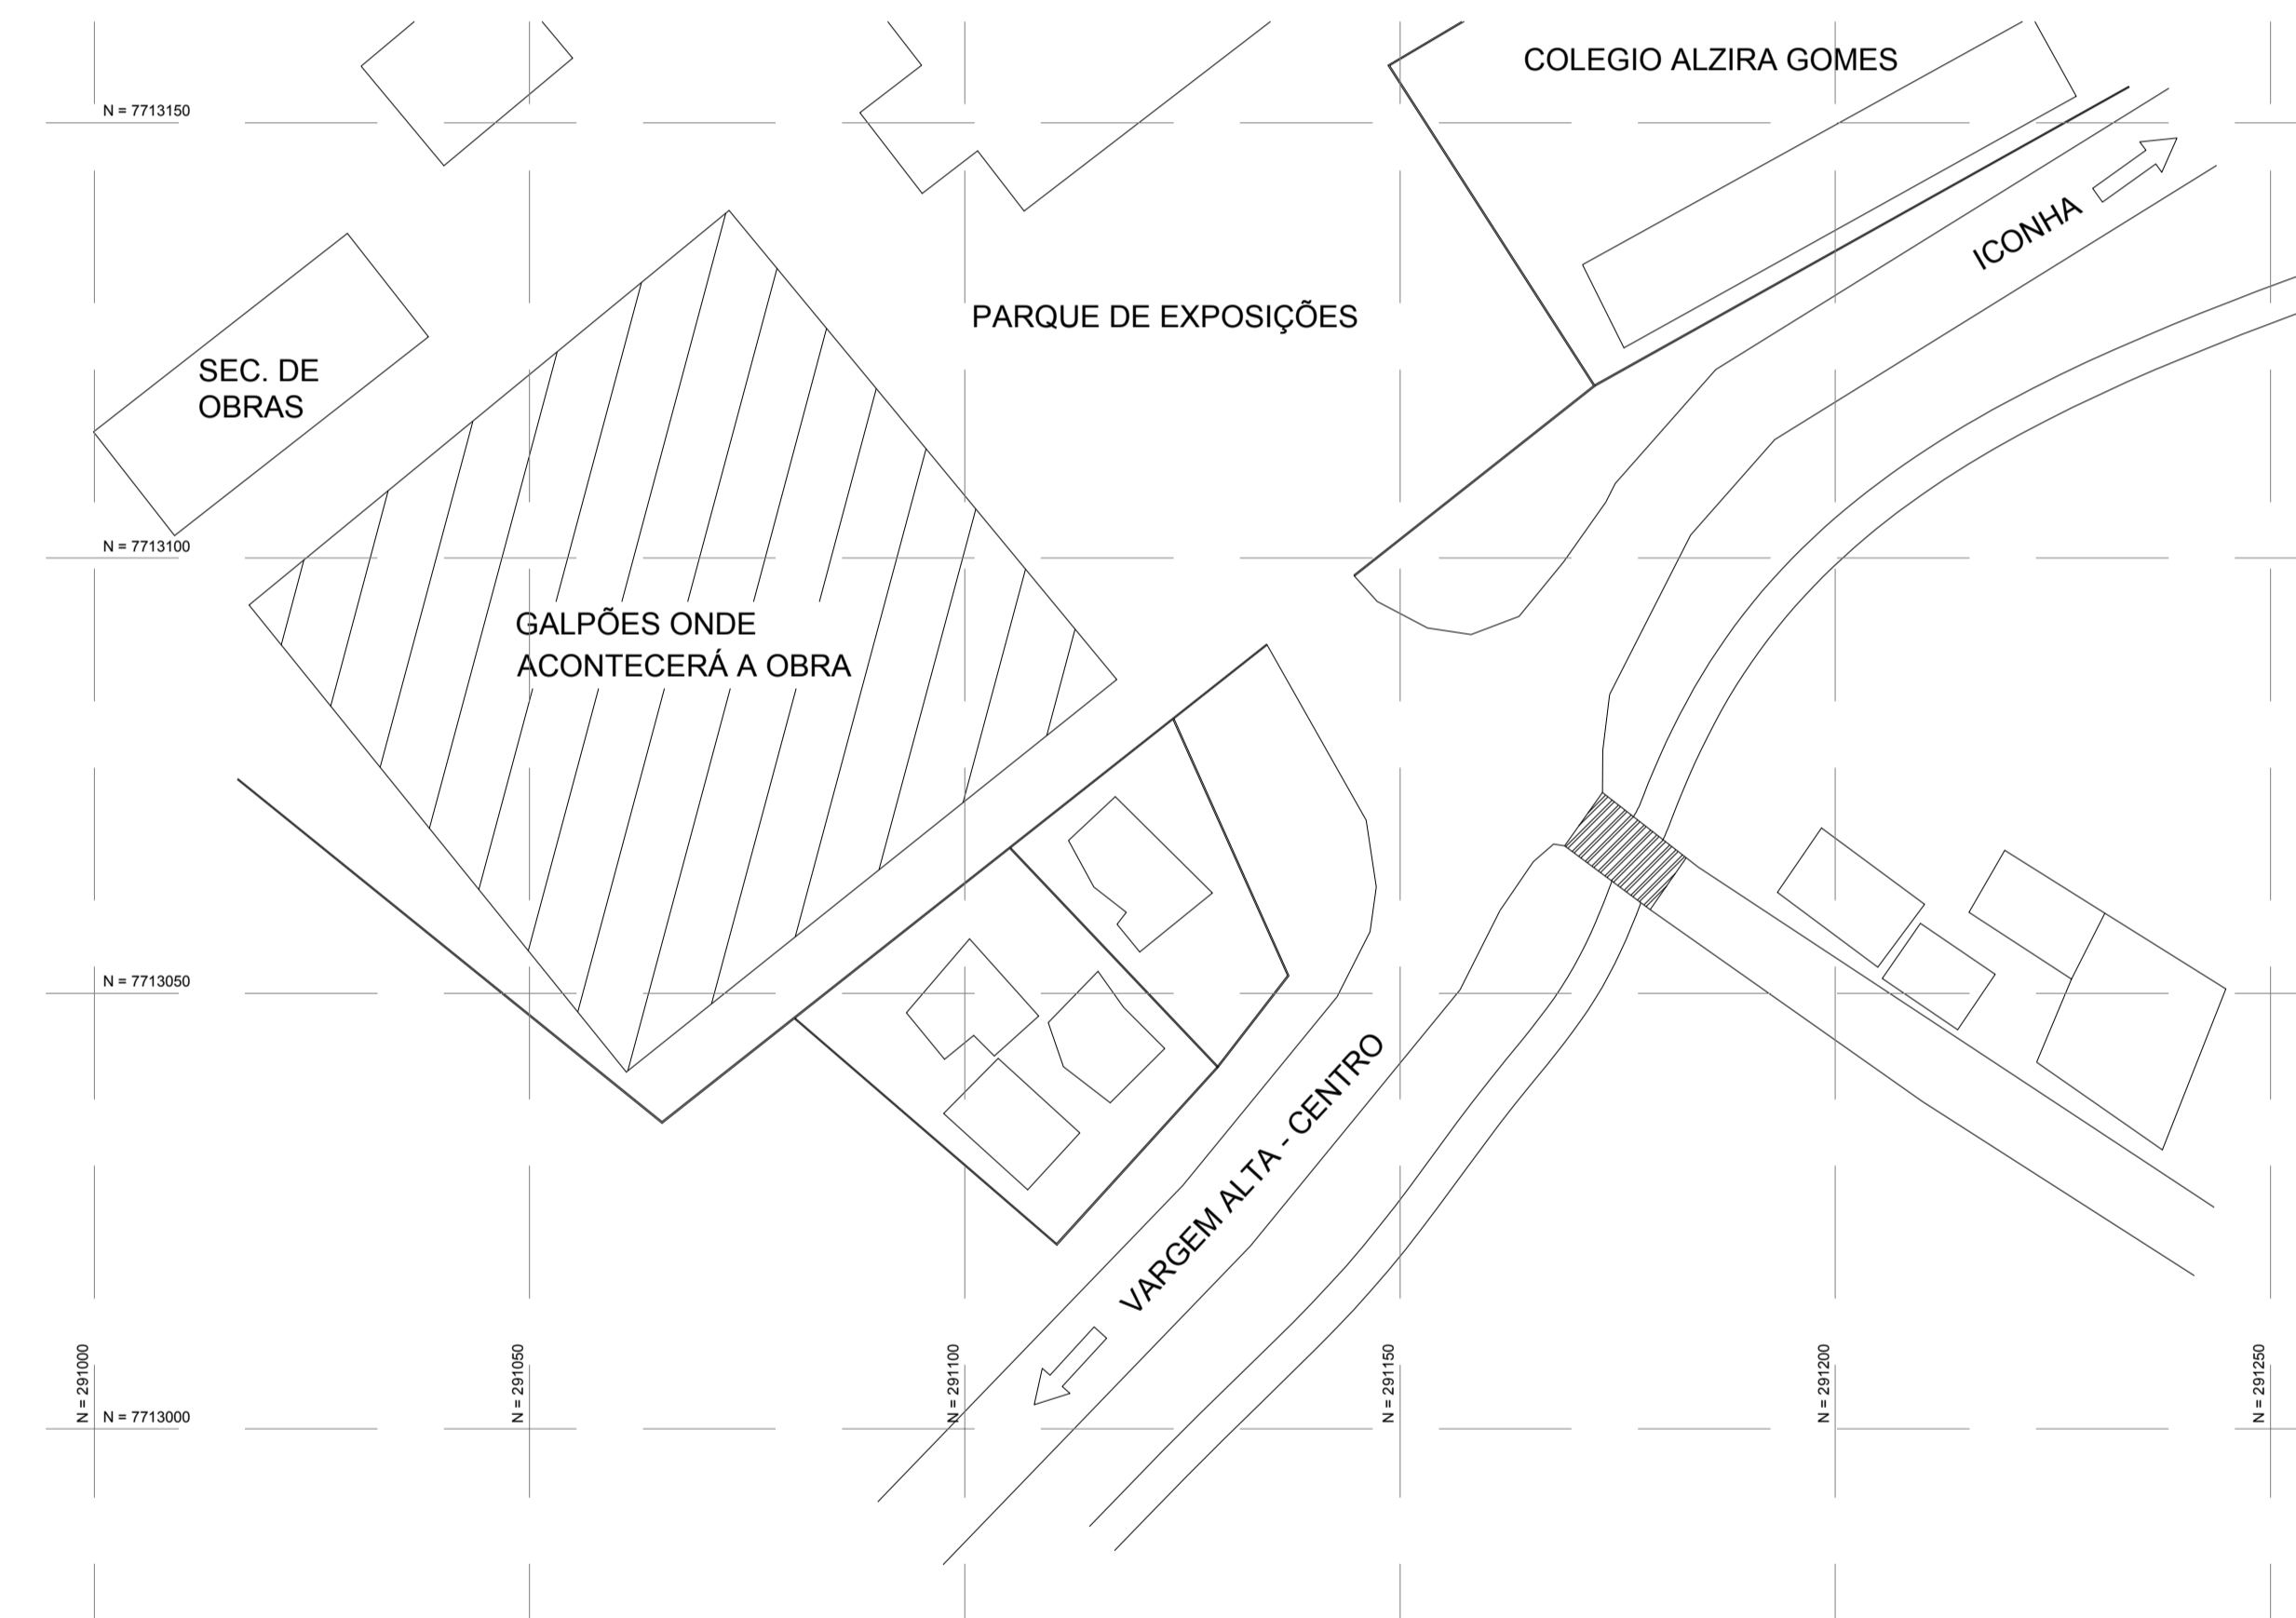 COLEGIO ALZIRA GOMES
N = 7713150
ICONHA
PARQUE DE EXPOSIÇÕES
SEC. DE
OBRAS
N = 7713100
GALPÕES ONDE
ACONTECERÁ A OBRA
N = 7713050
VARGEM ALTA - CENTRO
N = 291000
N = 291050
N = 291100
N = 291150
N = 291200
N = 291250
N = 7713000